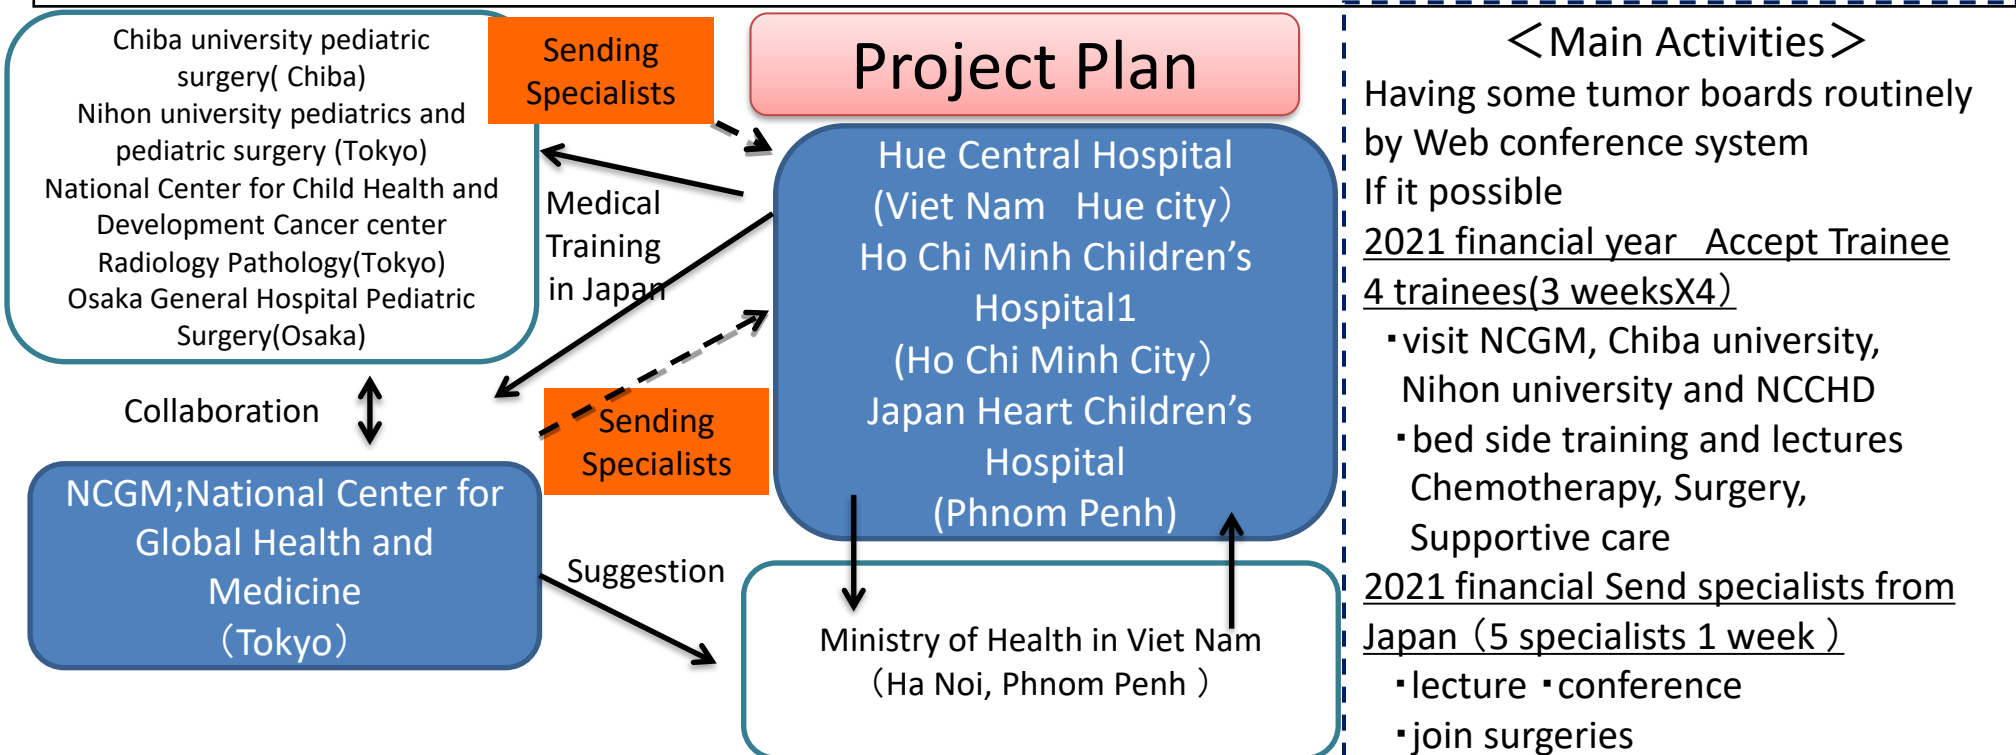 Chiba university pediatric
surgery( Chiba)
Nihon university pediatrics and
pediatric surgery (Tokyo)
National Center for Child Health and
Development Cancer center
Radiology Pathology(Tokyo)
Osaka General Hospital Pediatric
Surgery(Osaka)
Sending
Specialists
Project Plan
Medical
Training
in Japan
Hue Central Hospital
(Viet Nam   Hue city）
Ho Chi Minh Children’s
Hospital1
(Ho Chi Minh City）
Japan Heart Children’s
Hospital
(Phnom Penh)
Collaboration
Sending
Specialists
NCGM;National Center for
Global Health and
Medicine
（Tokyo）
Suggestion
Ministry of Health in Viet Nam
（Ha Noi, Phnom Penh ）
＜Main Activities＞
Having some tumor boards routinely
by Web conference system
If it possible
2021 financial year   Accept Trainee
4 trainees(3 weeksX4）
・visit NCGM, Chiba university,
Nihon university and NCCHD
・bed side training and lectures
Chemotherapy, Surgery,
Supportive care
2021 financial Send specialists from
Japan（5 specialists 1 week ）
・lecture ・conference
・join surgeries